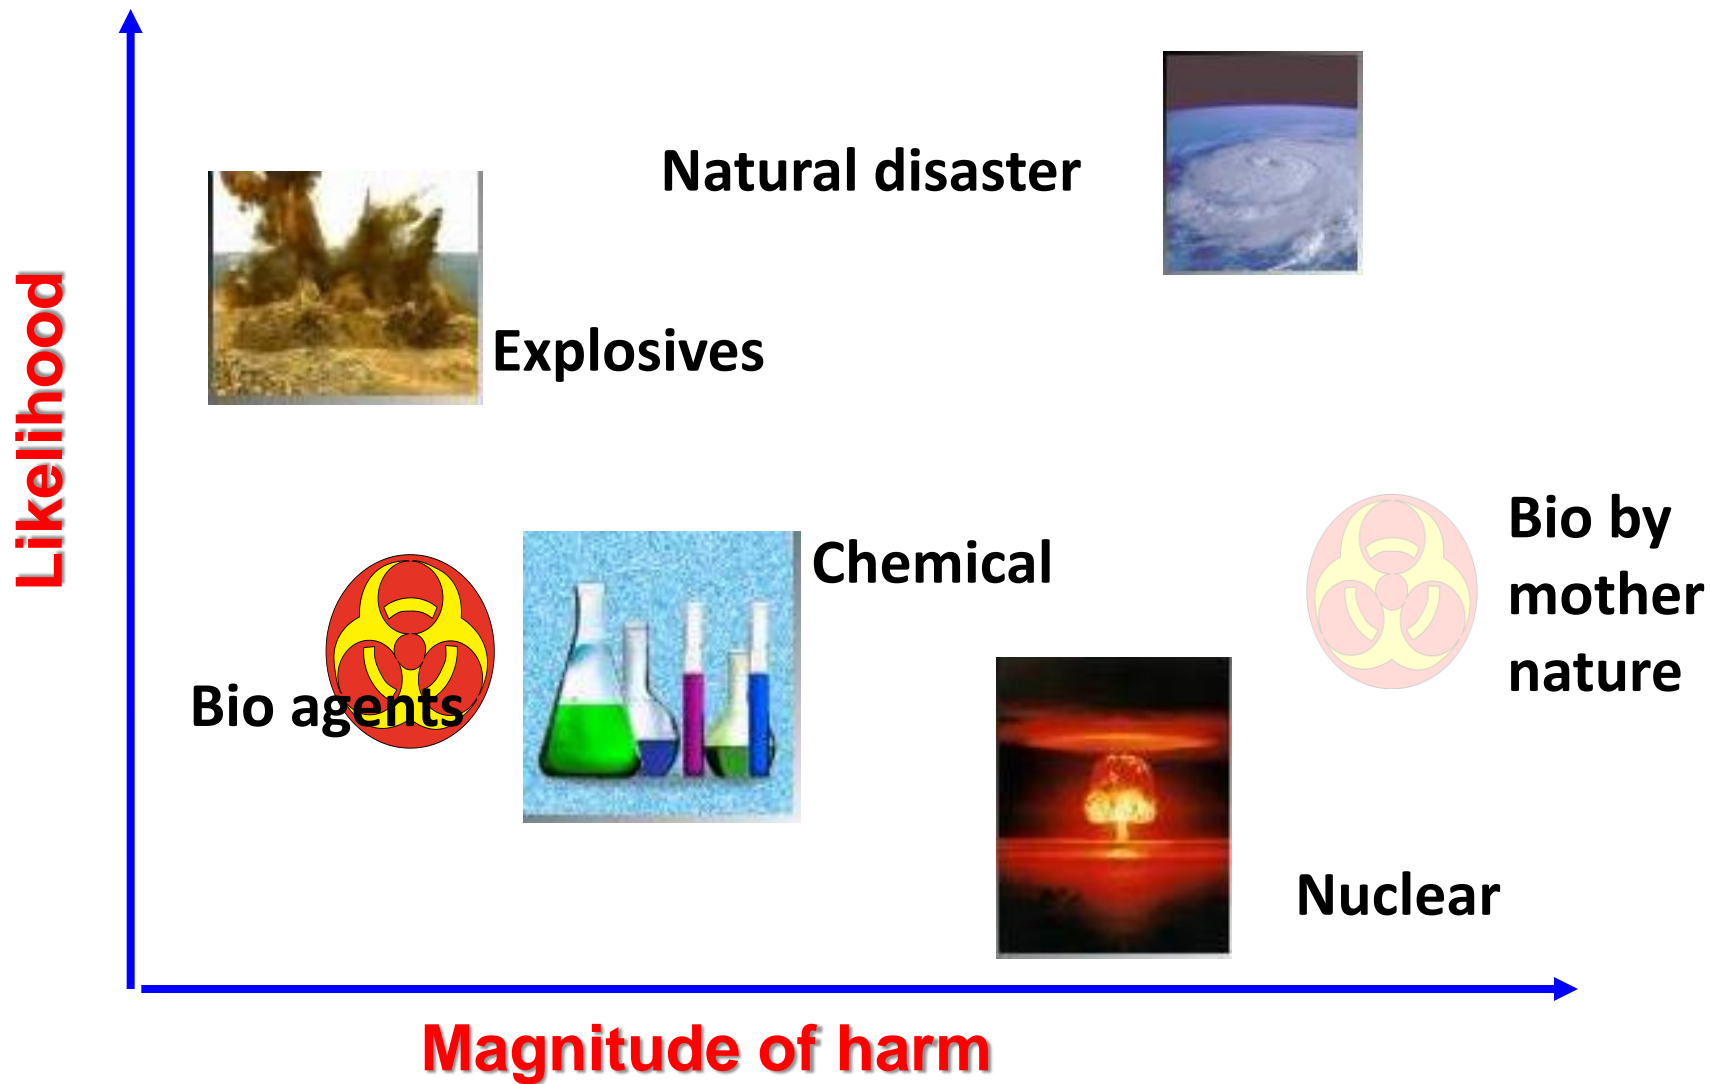 Natural disaster
Explosives
Likelihood
Bio by
mother
nature
Chemical
Bio agents
Nuclear
Magnitude of harm